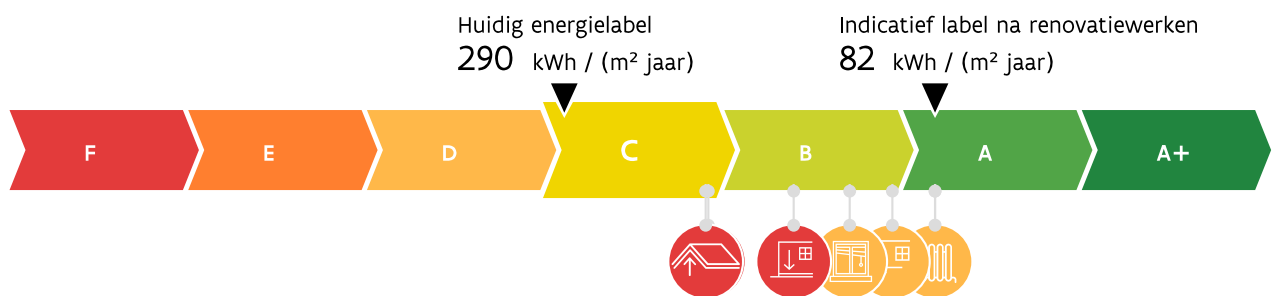 Huidig energielabel
290 kWh / (m² jaar)
Indicatief label na renovatiewerken
82 kWh / (m² jaar)
F E D C B A A+